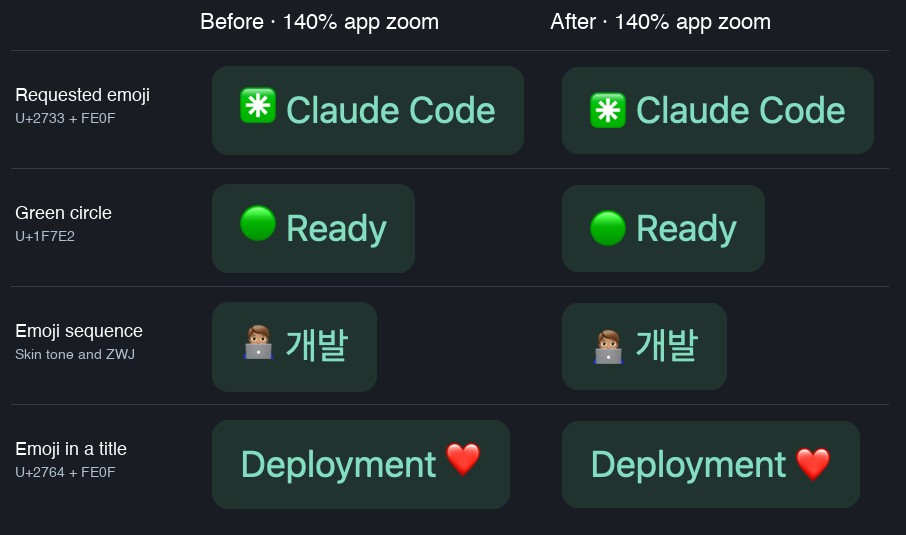 Before · 140% app zoom After · 140% app zoom
Requested emoji
U+2733 + FE0F
✳️ Claude Code ✳️ Claude Code
Green circle
U+1F7E2
🟢 Ready 🟢 Ready
Emoji sequence
Skin tone and ZWJ
🧑🏽‍💻 개발 🧑🏽‍💻 개발
Emoji in a title
U+2764 + FE0F
Deployment ❤️ Deployment ❤️